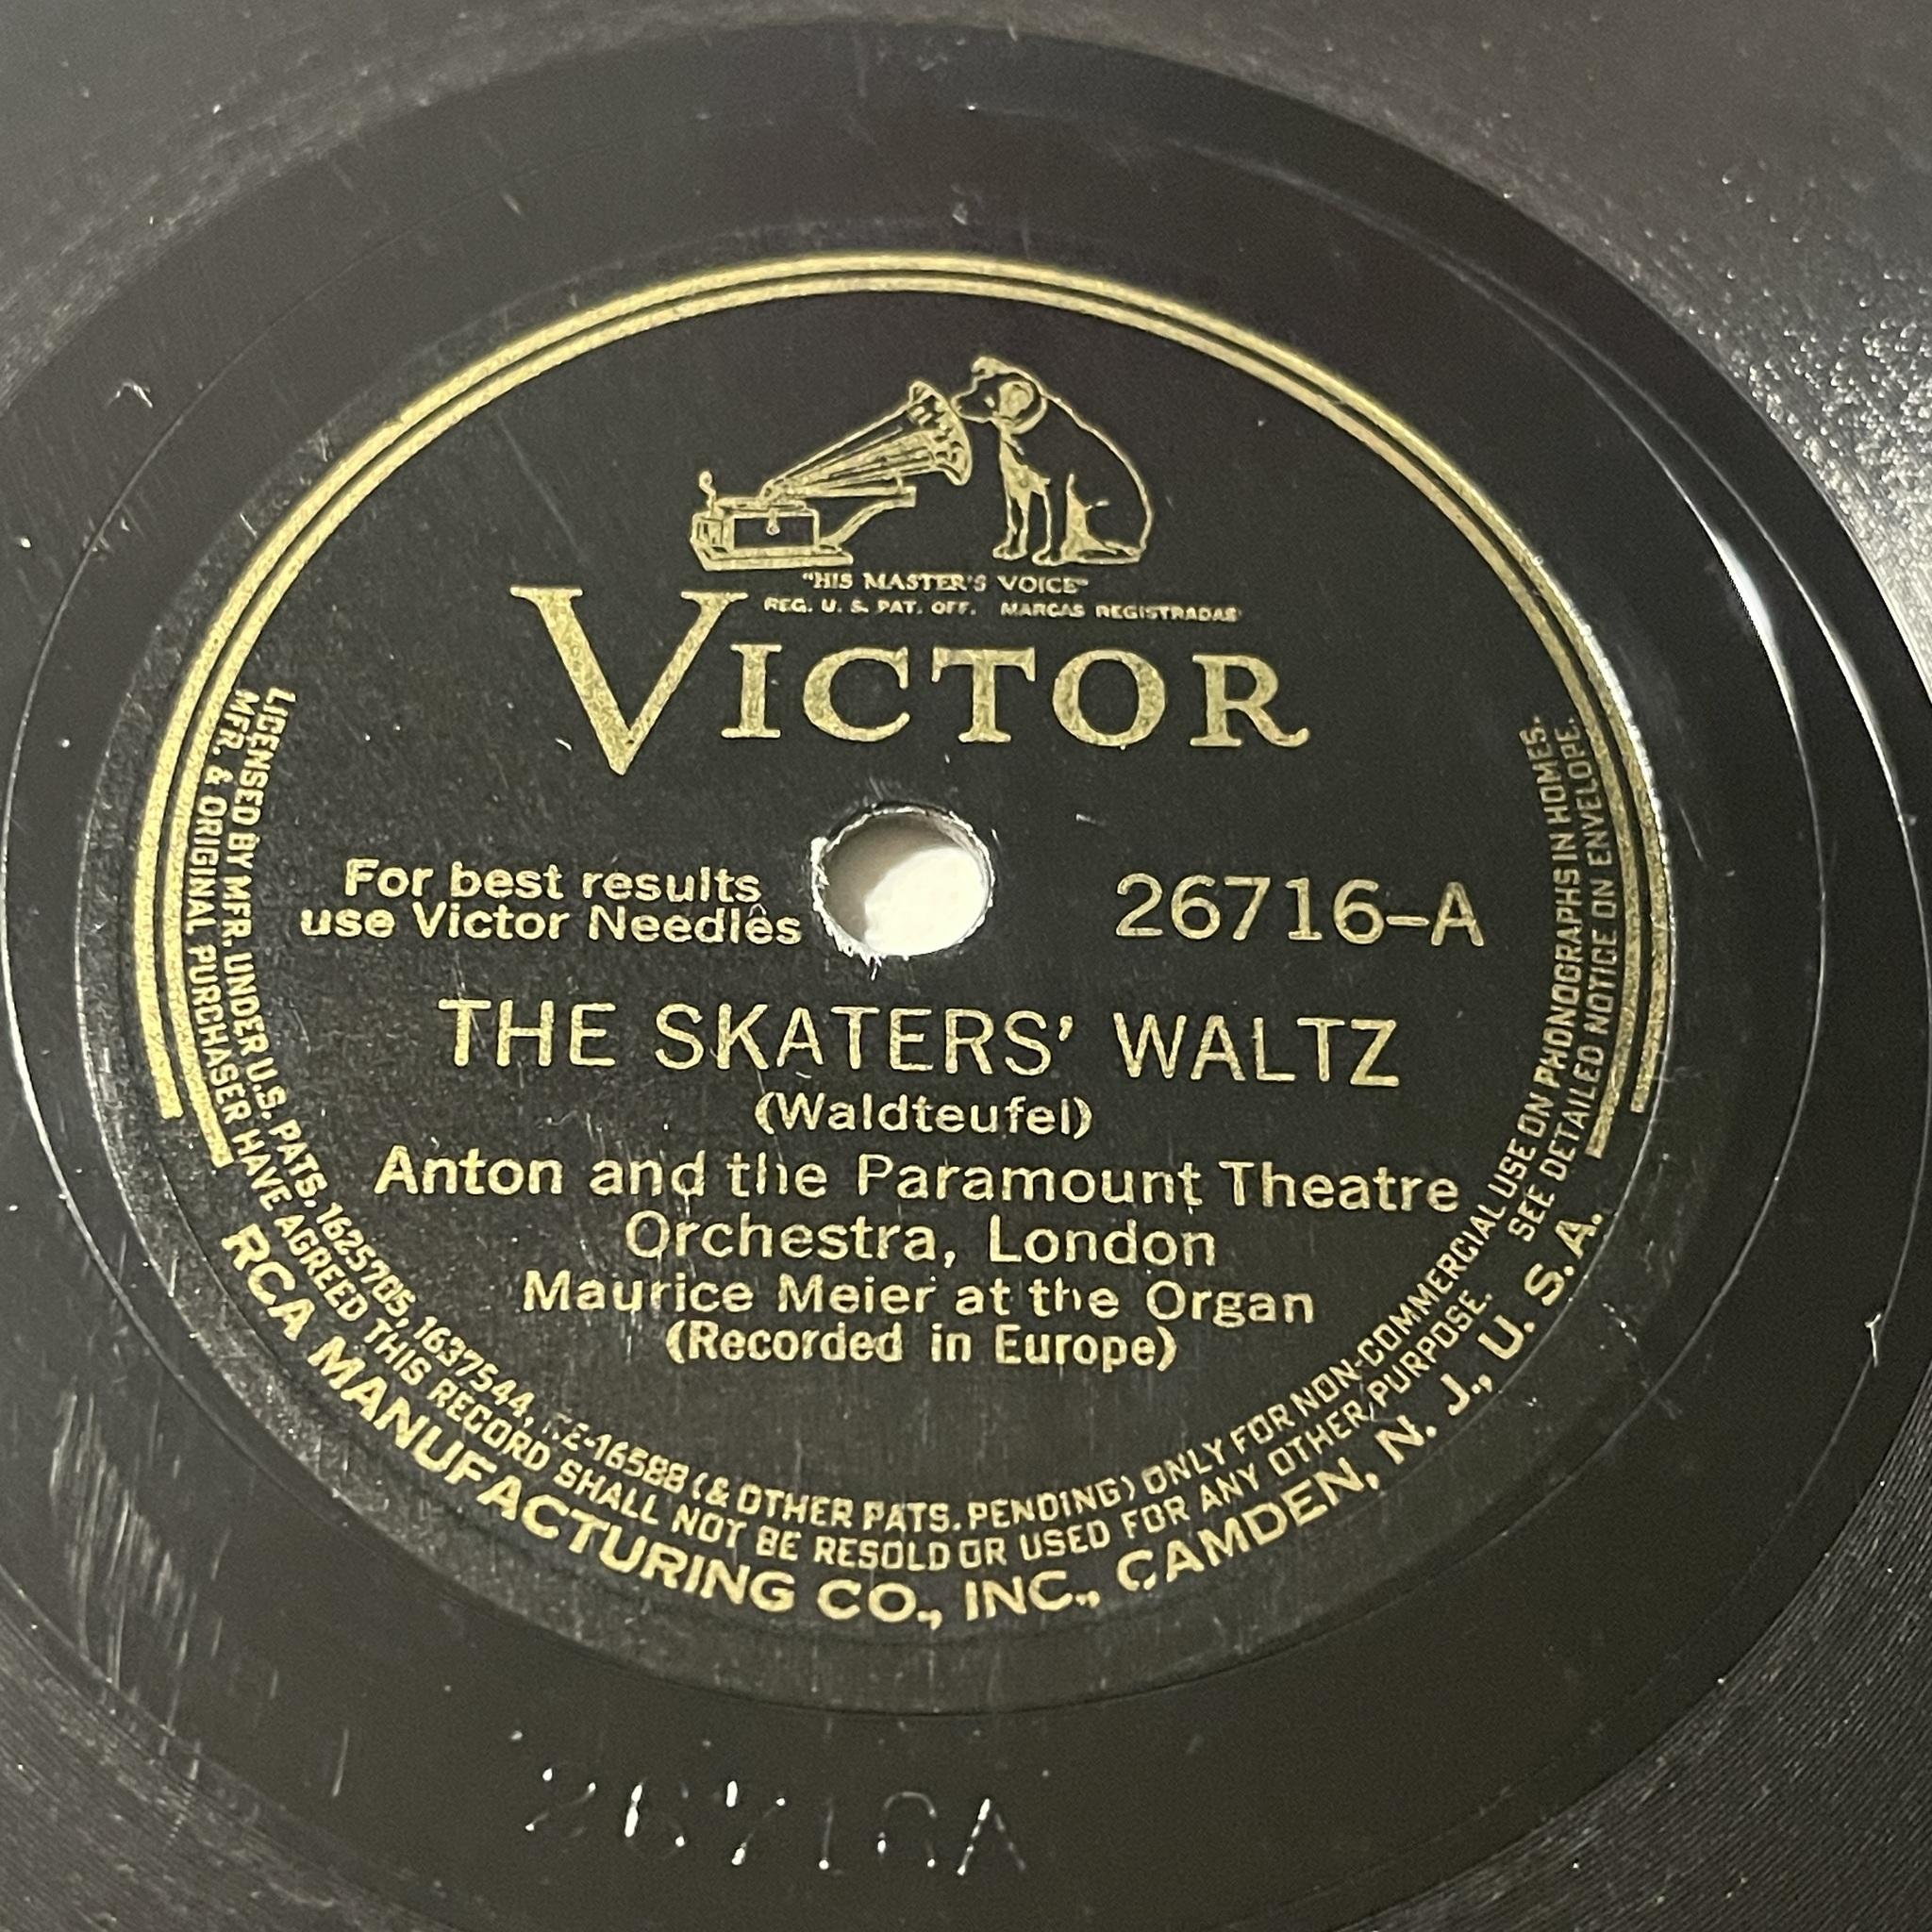 "HIS MASTER'S VOICE"
REG. U. S. PAT. OFF. MARCAS REGISTRADAS
VICTOR
For best results
use Victor Needles
26716-A
THE SKATERS' WALTZ
(Waldteufel)
Anton and the Paramount Theatre
Orchestra, London
Maurice Meier at the Organ
(Recorded in Europe)
LICENSED BY MFR. UNDER U.S. PATS. 1625705, 1637544, RE-16588 (& OTHER PATS. PENDING) ONLY FOR NON-COMMERCIAL USE ON PHONOGRAPHS IN HOMES.
MFR. & ORIGINAL PURCHASER HAVE AGREED THIS RECORD SHALL NOT BE RESOLD OR USED FOR ANY OTHER PURPOSE. SEE DETAILED NOTICE ON ENVELOPE.
RCA MANUFACTURING CO., INC., CAMDEN, N. J., U. S. A.
26716A